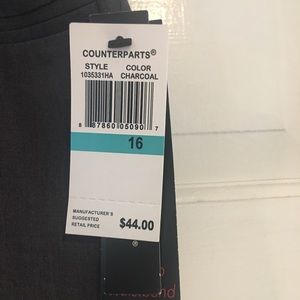 COUNTERPARTS®
STYLE COLOR
1035331HA CHARCOAL
8 87860 05090 7
16
MANUFACTURER'S
SUGGESTED
RETAIL PRICE $44.00
®